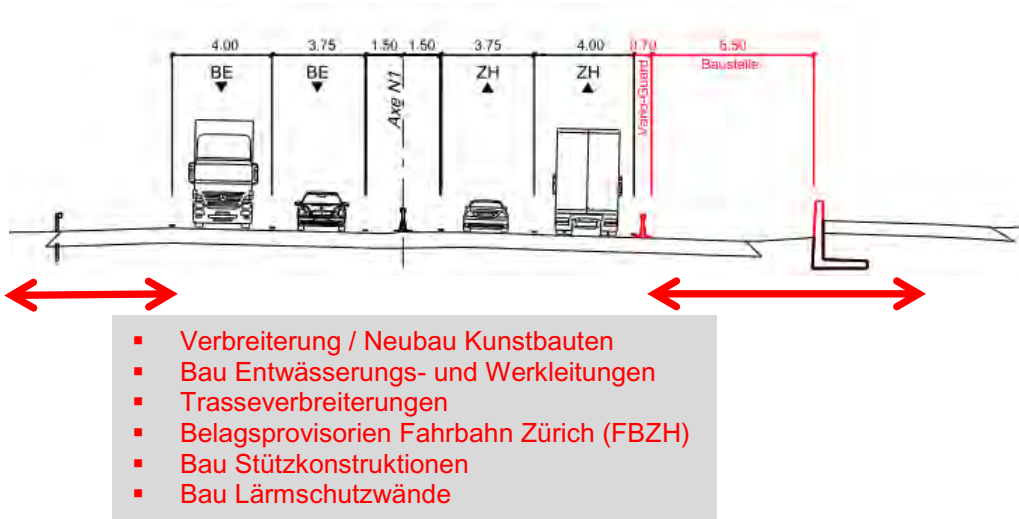 4.00 3.75 1.50 1.50 3.75 4.00 0.70 6.50
BE BE ZH ZH Baustelle
Axe N1
Vario-Guard
▪ Verbreiterung / Neubau Kunstbauten
▪ Bau Entwässerungs- und Werkleitungen
▪ Trasseverbreiterungen
▪ Belagsprovisorien Fahrbahn Zürich (FBZH)
▪ Bau Stützkonstruktionen
▪ Bau Lärmschutzwände